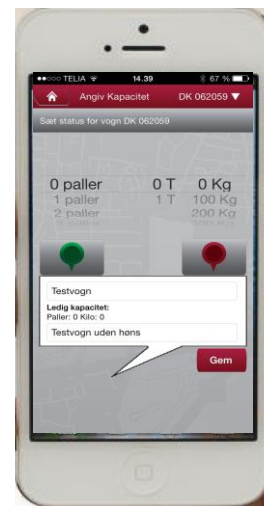 TELIA 14.39 67 %
Angiv Kapacitet DK 062059 ▼
Sæt status for vogn DK 062059
0 paller 0 T 0 Kg
1 paller 1 T 100 Kg
2 paller 200 Kg
Testvogn
Ledig kapacitet:
Paller: 0 Kilo: 0
Testvogn uden høns
Gem